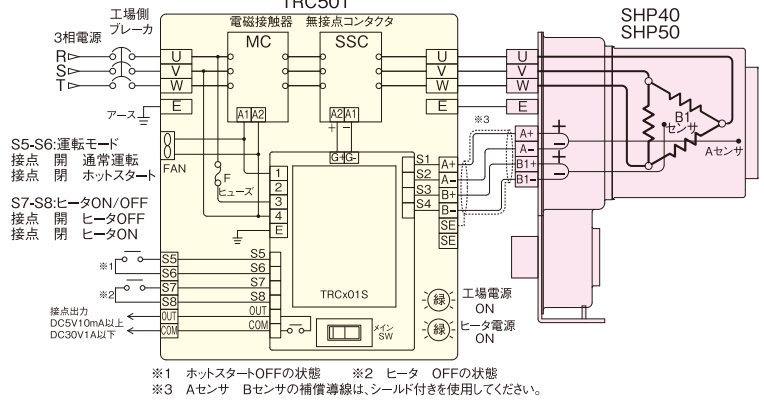 TRC501
SHP40
SHP50
工場側
ブレーカ
電磁接触器 無接点コンタクタ
3相電源
MC
SSC
R
S
T
U
V
W
E
アース
U
V
W
E
U
V
W
E
A1 A2
A2 A1
+ −
G+ G-
FAN
F
ヒューズ
S5-S6:運転モード
接点 開 通常運転
接点 閉 ホットスタート
S7-S8:ヒータON/OFF
接点 開 ヒータOFF
接点 閉 ヒータON
1
2
3
4
E
S1
S2
S3
S4
A+
A-
B+
B-
SE
SE
※3
A+
A-
B1+
B1-
+
−
+
−
B1
センサ
Aセンサ
※1
※2
S5
S6
S7
S8
OUT
COM
S5
S6
S7
S8
OUT
COM
接点出力
DC5V10mA以上
DC30V1A以下
TRCx01S
メイン
SW
緑
工場電源
ON
緑
ヒータ電源
ON
※1 ホットスタートOFFの状態 ※2 ヒータ OFFの状態
※3 Aセンサ Bセンサの補償導線は、シールド付きを使用してください。